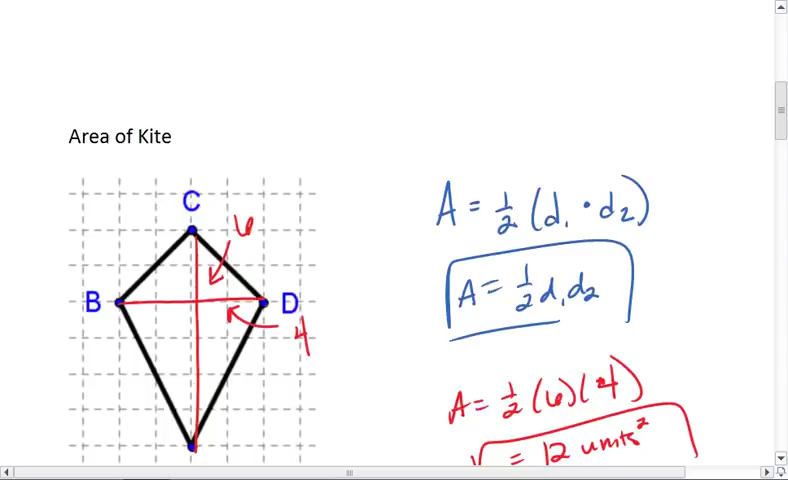 Area of Kite
C
6
B
D
4
A = 1/2 (d₁ · d₂)
A = 1/2 d₁d₂
A = 1/2 (6)(4)
= 12 units²